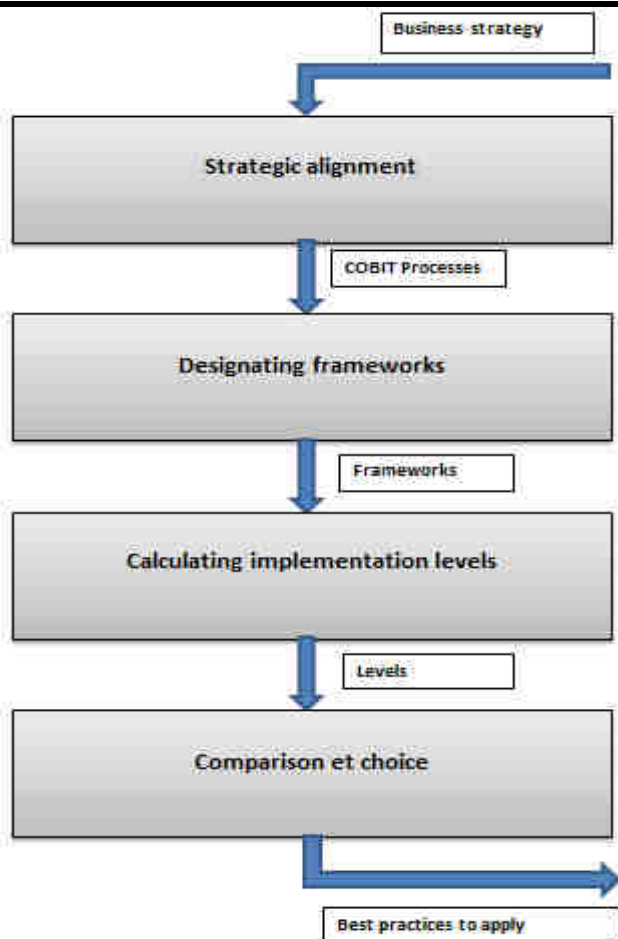 Business strategy
Strategic alignment
COBIT Processes
Designating frameworks
Frameworks
Calculating implementation levels
Levels
Comparison et choice
Best practices to apply